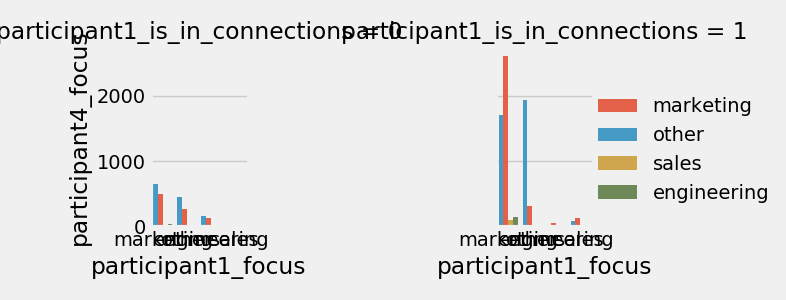 participant1_is_in_connections = 0
participant1_is_in_connections = 1
participant4_focus
2000
1000
0
marketing
other
sales
engineering
participant1_focus
participant1_focus